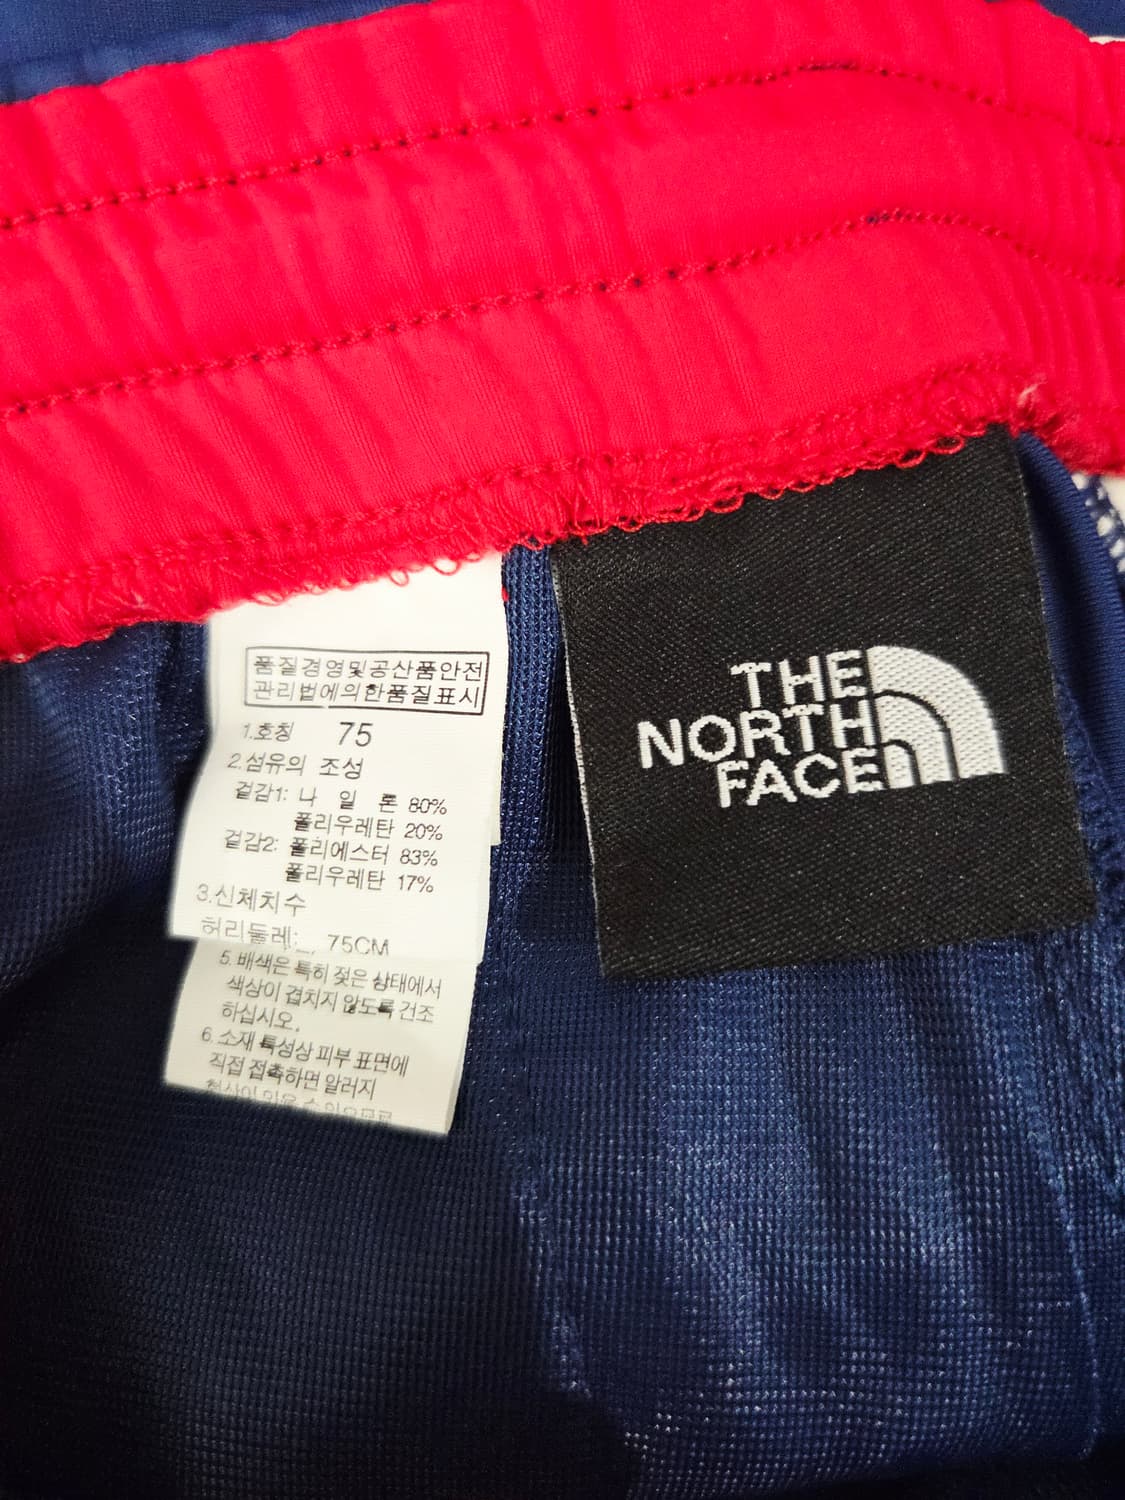 품질경영및공산품안전
관리법에의한품질표시
1.호칭 75
2.섬유의 조성
겉감1: 나 일 론 80%
폴리우레탄 20%
겉감2: 폴리에스터 83%
폴리우레탄 17%
3.신체치수
허리둘레: 75CM
5. 배색은 특히 젖은 상태에서
색상이 겹치지 않도록 건조
하십시오.
6. 소재 특성상 피부 표면에
직접 접촉하면 알러지
THE
NORTH
FACE